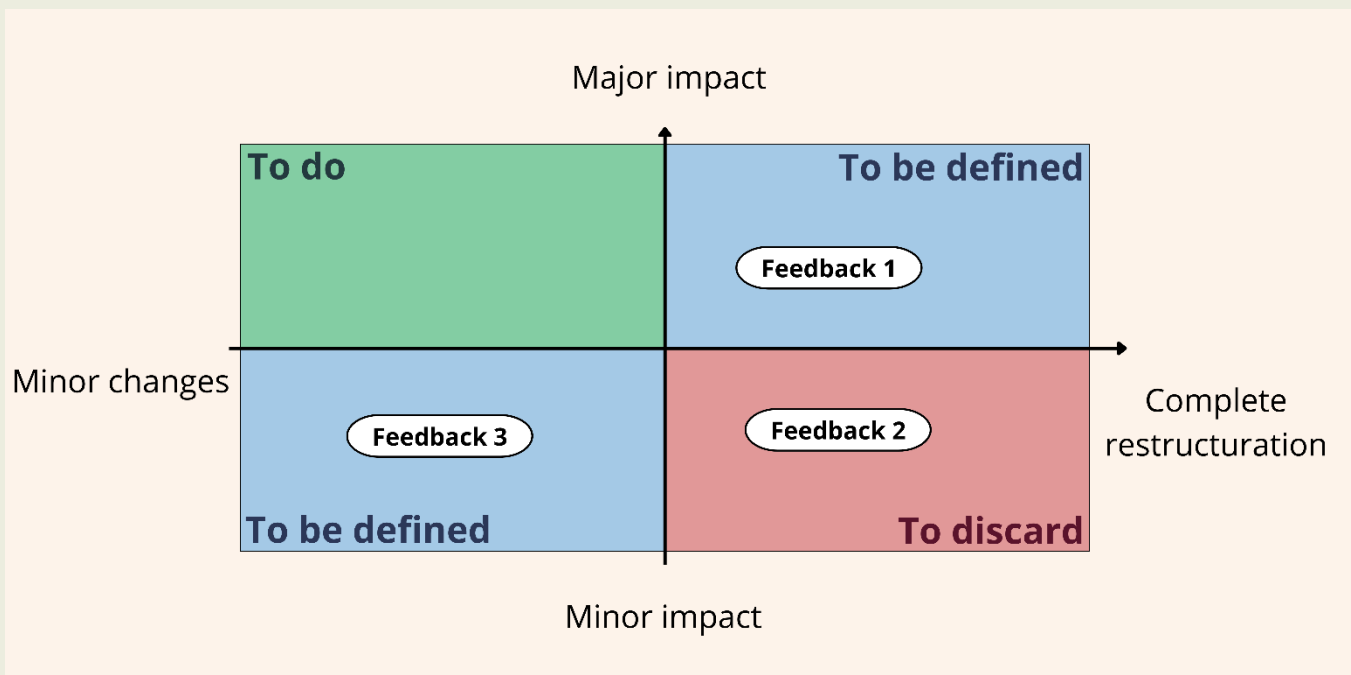 Major impact
To do
To be defined
Feedback 1
Minor changes
Complete
restructuration
Feedback 3
Feedback 2
To be defined
To discard
Minor impact